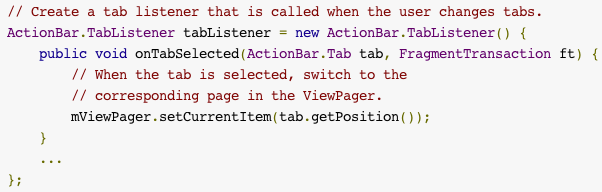 // Create a tab listener that is called when the user changes tabs.
ActionBar.TabListener tabListener = new ActionBar.TabListener() {
    public void onTabSelected(ActionBar.Tab tab, FragmentTransaction ft) {
        // When the tab is selected, switch to the
        // corresponding page in the ViewPager.
        mViewPager.setCurrentItem(tab.getPosition());
    }
    ...
};